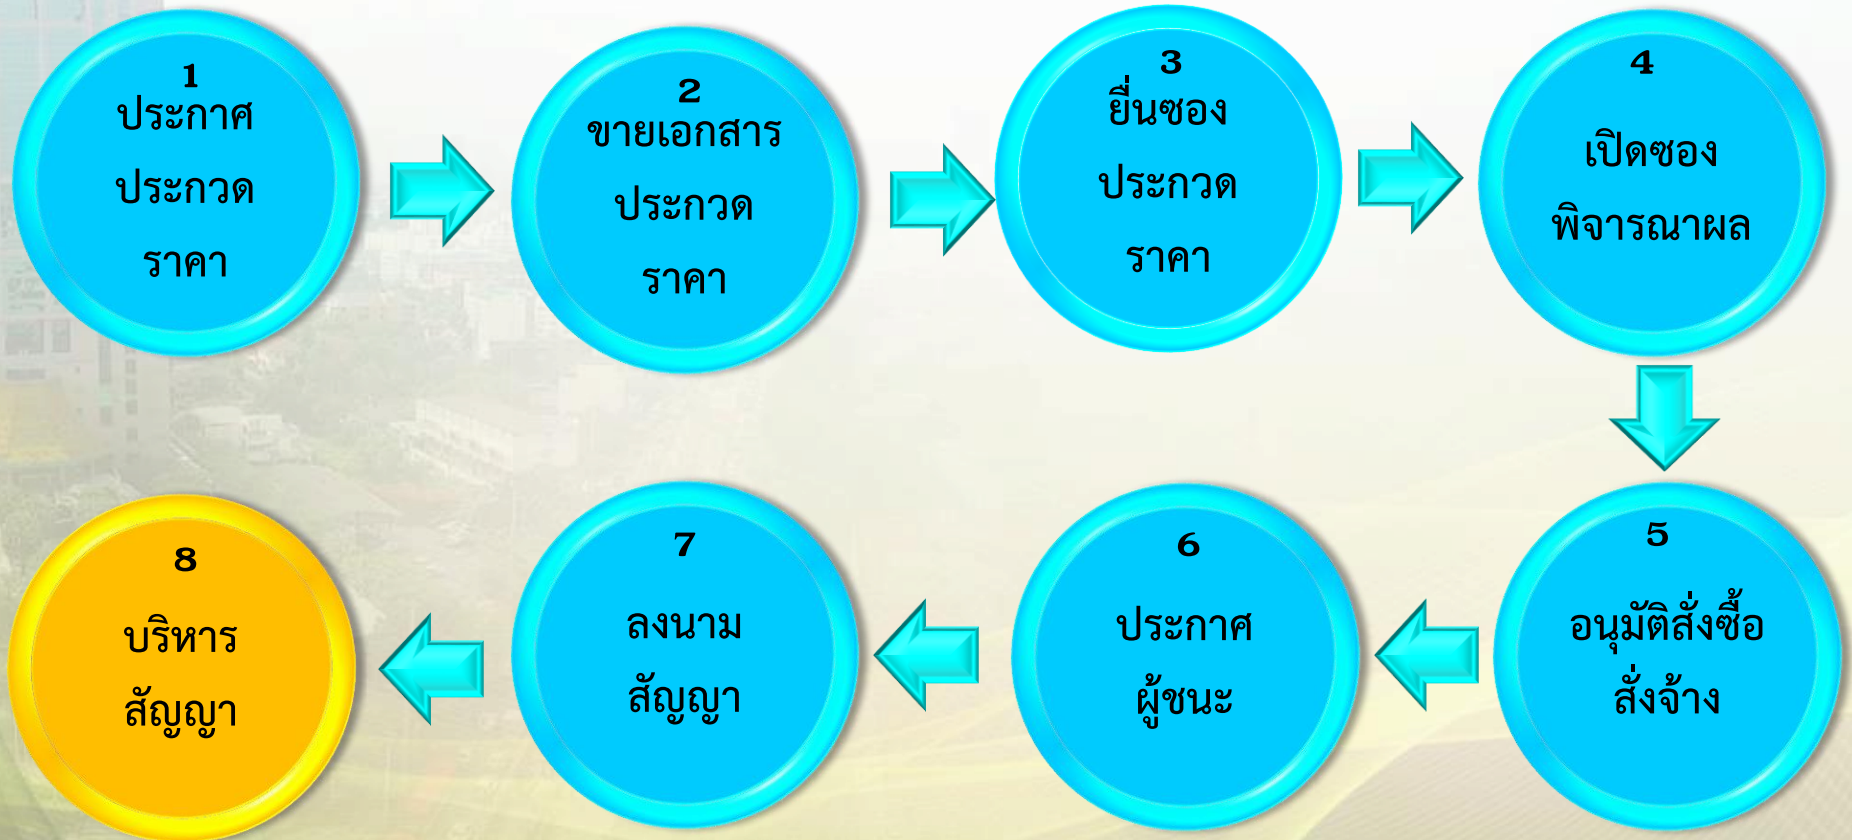 1
ประกาศ
ประกวด
ราคา
2
ขายเอกสาร
ประกวด
ราคา
3
ยื่นซอง
ประกวด
ราคา
4
เปิดซอง
พิจารณาผล
5
อนุมัติสั่งซื้อ
สั่งจ้าง
6
ประกาศ
ผู้ชนะ
7
ลงนาม
สัญญา
8
บริหาร
สัญญา